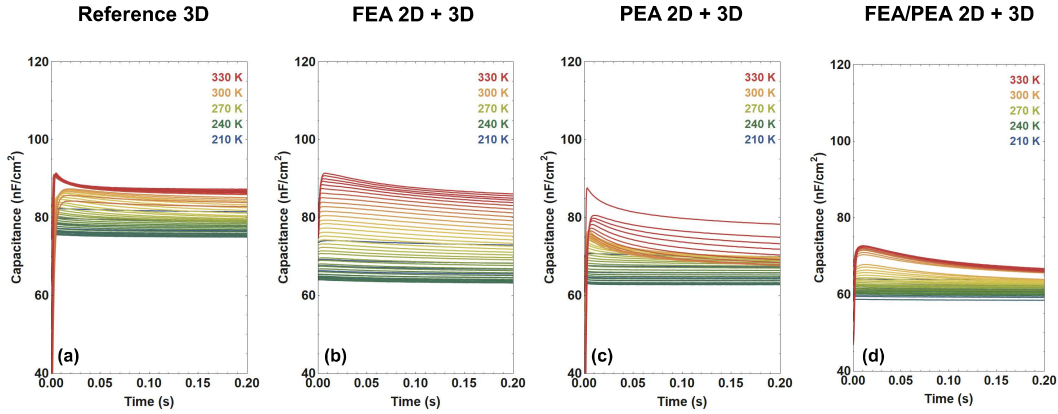 Reference 3D
FEA 2D + 3D
PEA 2D + 3D
FEA/PEA 2D + 3D
Capacitance (nF/cm²)
120
100
80
60
40
330 K
300 K
270 K
240 K
210 K
(a)
0.00 0.05 0.10 0.15 0.20
Time (s)
Capacitance (nF/cm²)
120
100
80
60
40
330 K
300 K
270 K
240 K
210 K
(b)
0.00 0.05 0.10 0.15 0.20
Time (s)
Capacitance (nF/cm²)
120
100
80
60
40
330 K
300 K
270 K
240 K
210 K
(c)
0.00 0.05 0.10 0.15 0.20
Time (s)
Capacitance (nF/cm²)
120
100
80
60
40
330 K
300 K
270 K
240 K
210 K
(d)
0.00 0.05 0.10 0.15 0.20
Time (s)